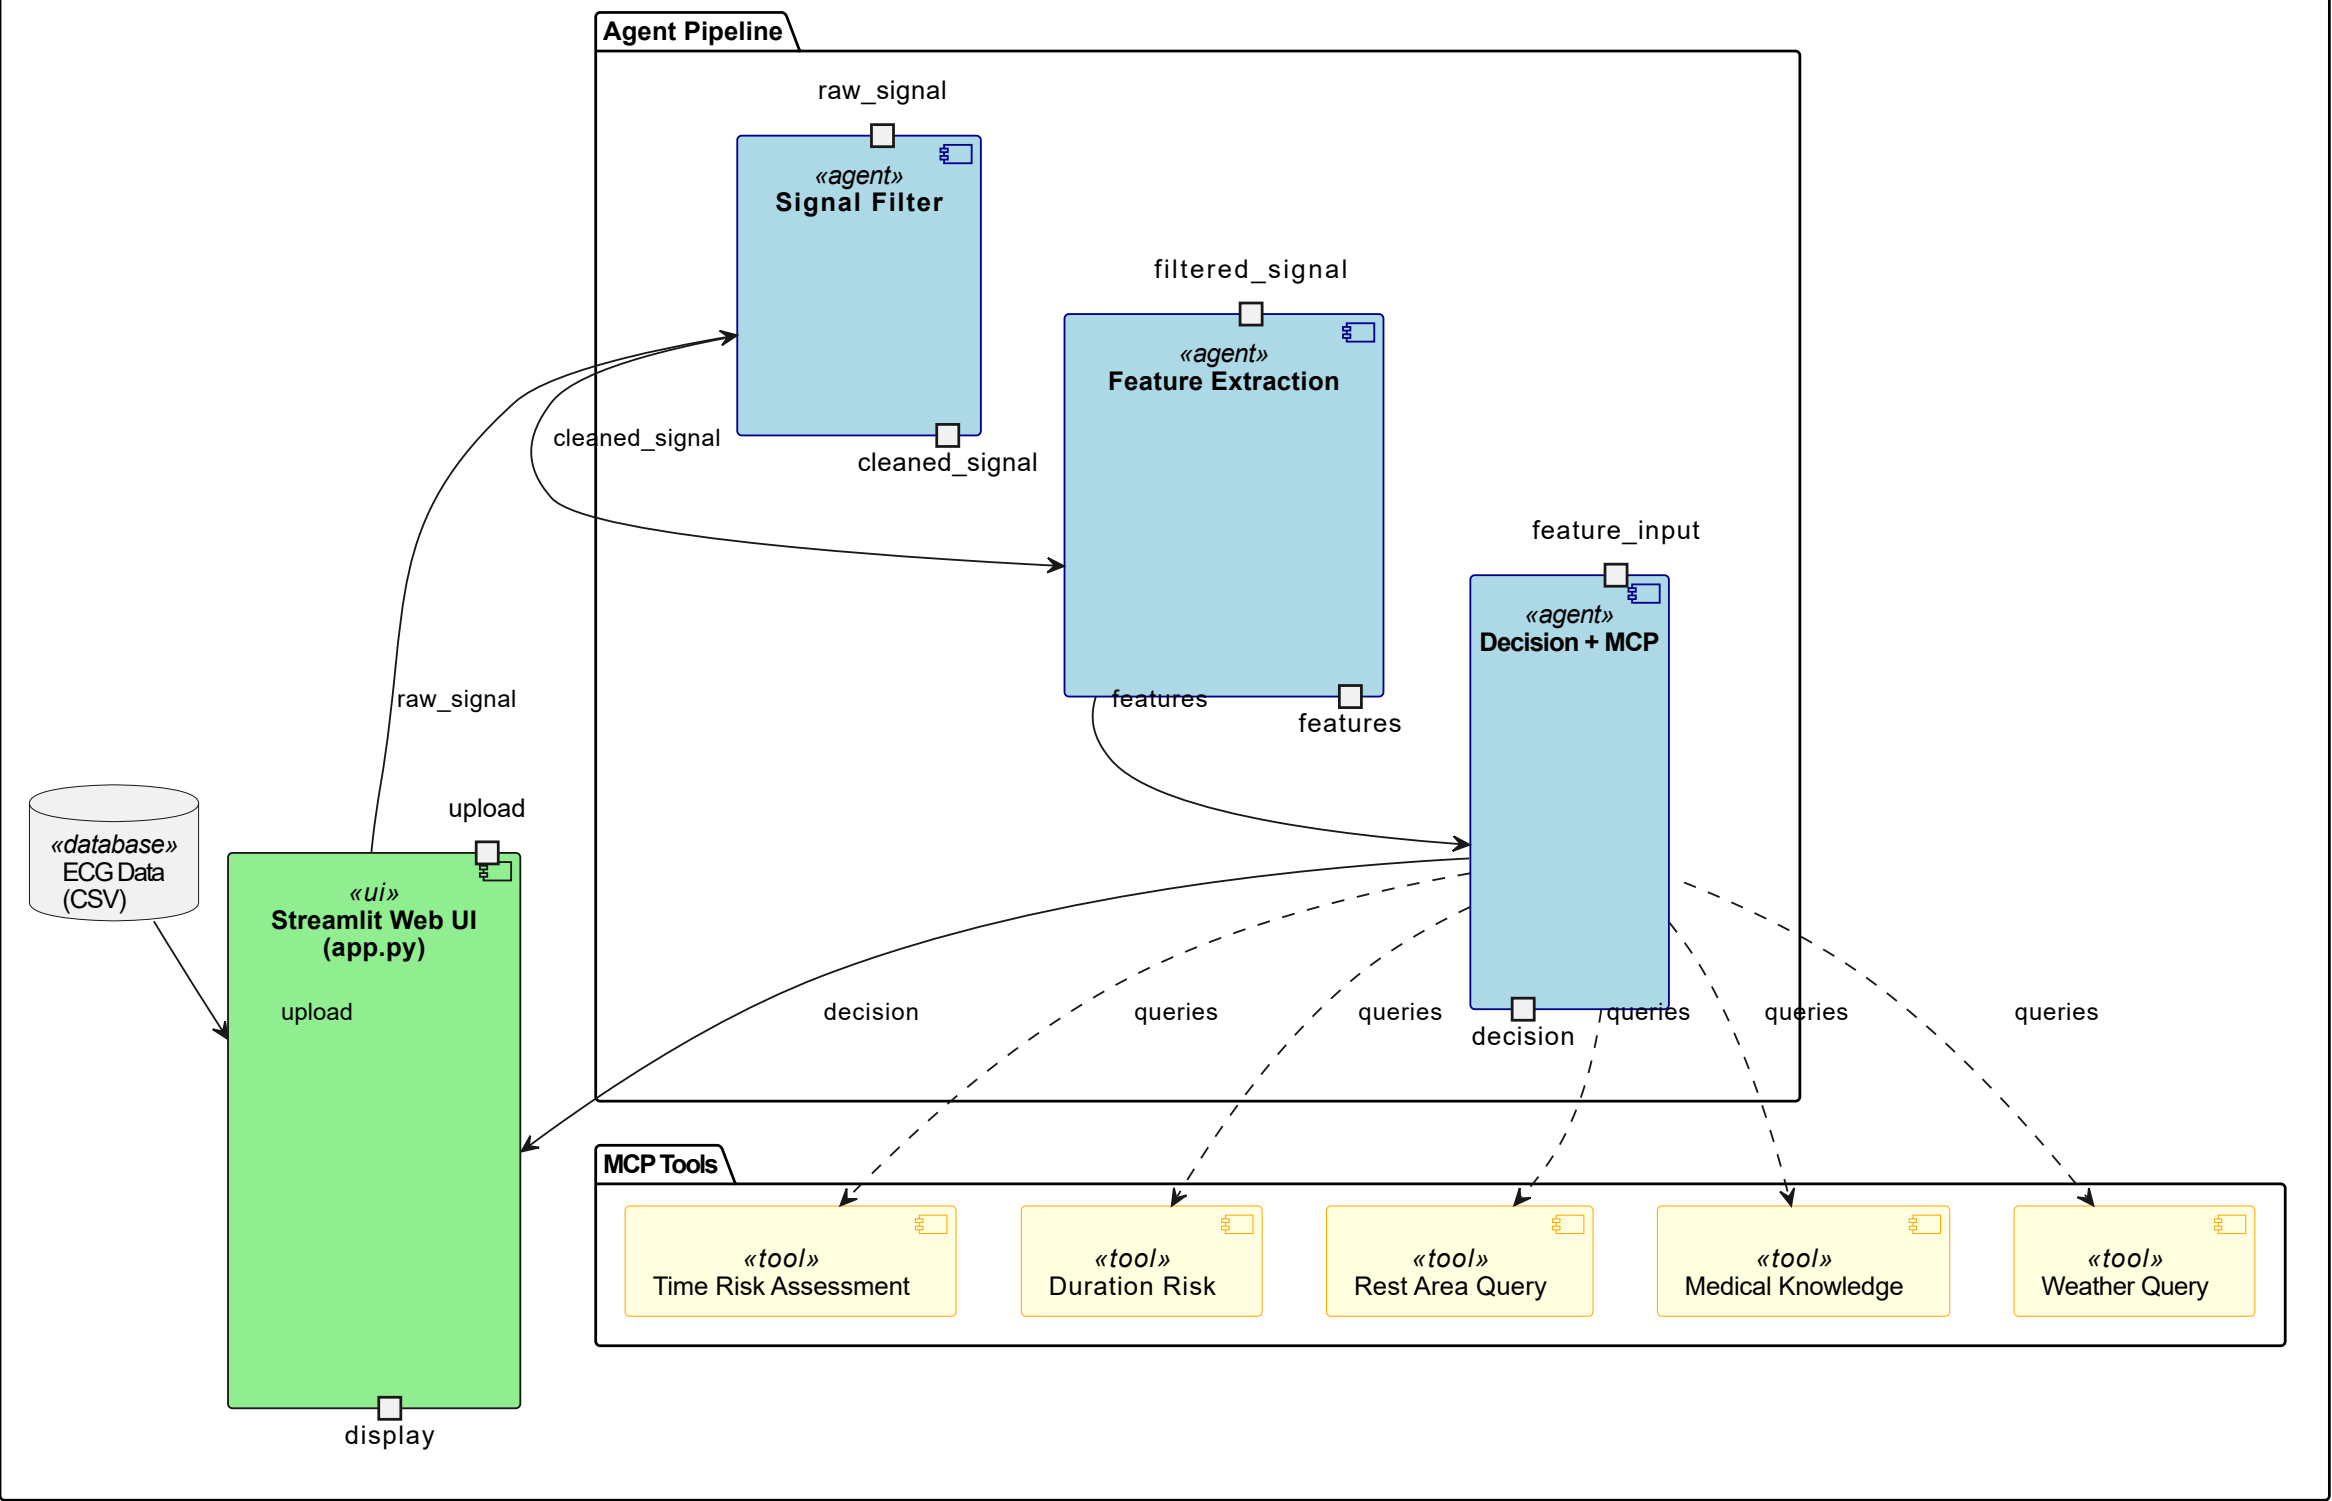 Agent Pipeline
raw_signal
«agent»
Signal Filter
cleaned_signal
cleaned_signal
filtered_signal
«agent»
Feature Extraction
features
features
feature_input
«agent»
Decision + MCP
decision
raw_signal
«database»
ECG Data
(CSV)
upload
«ui»
Streamlit Web UI
(app.py)
upload
display
decision
queries
queries
queries
queries
queries
MCP Tools
«tool»
Time Risk Assessment
«tool»
Duration Risk
«tool»
Rest Area Query
«tool»
Medical Knowledge
«tool»
Weather Query